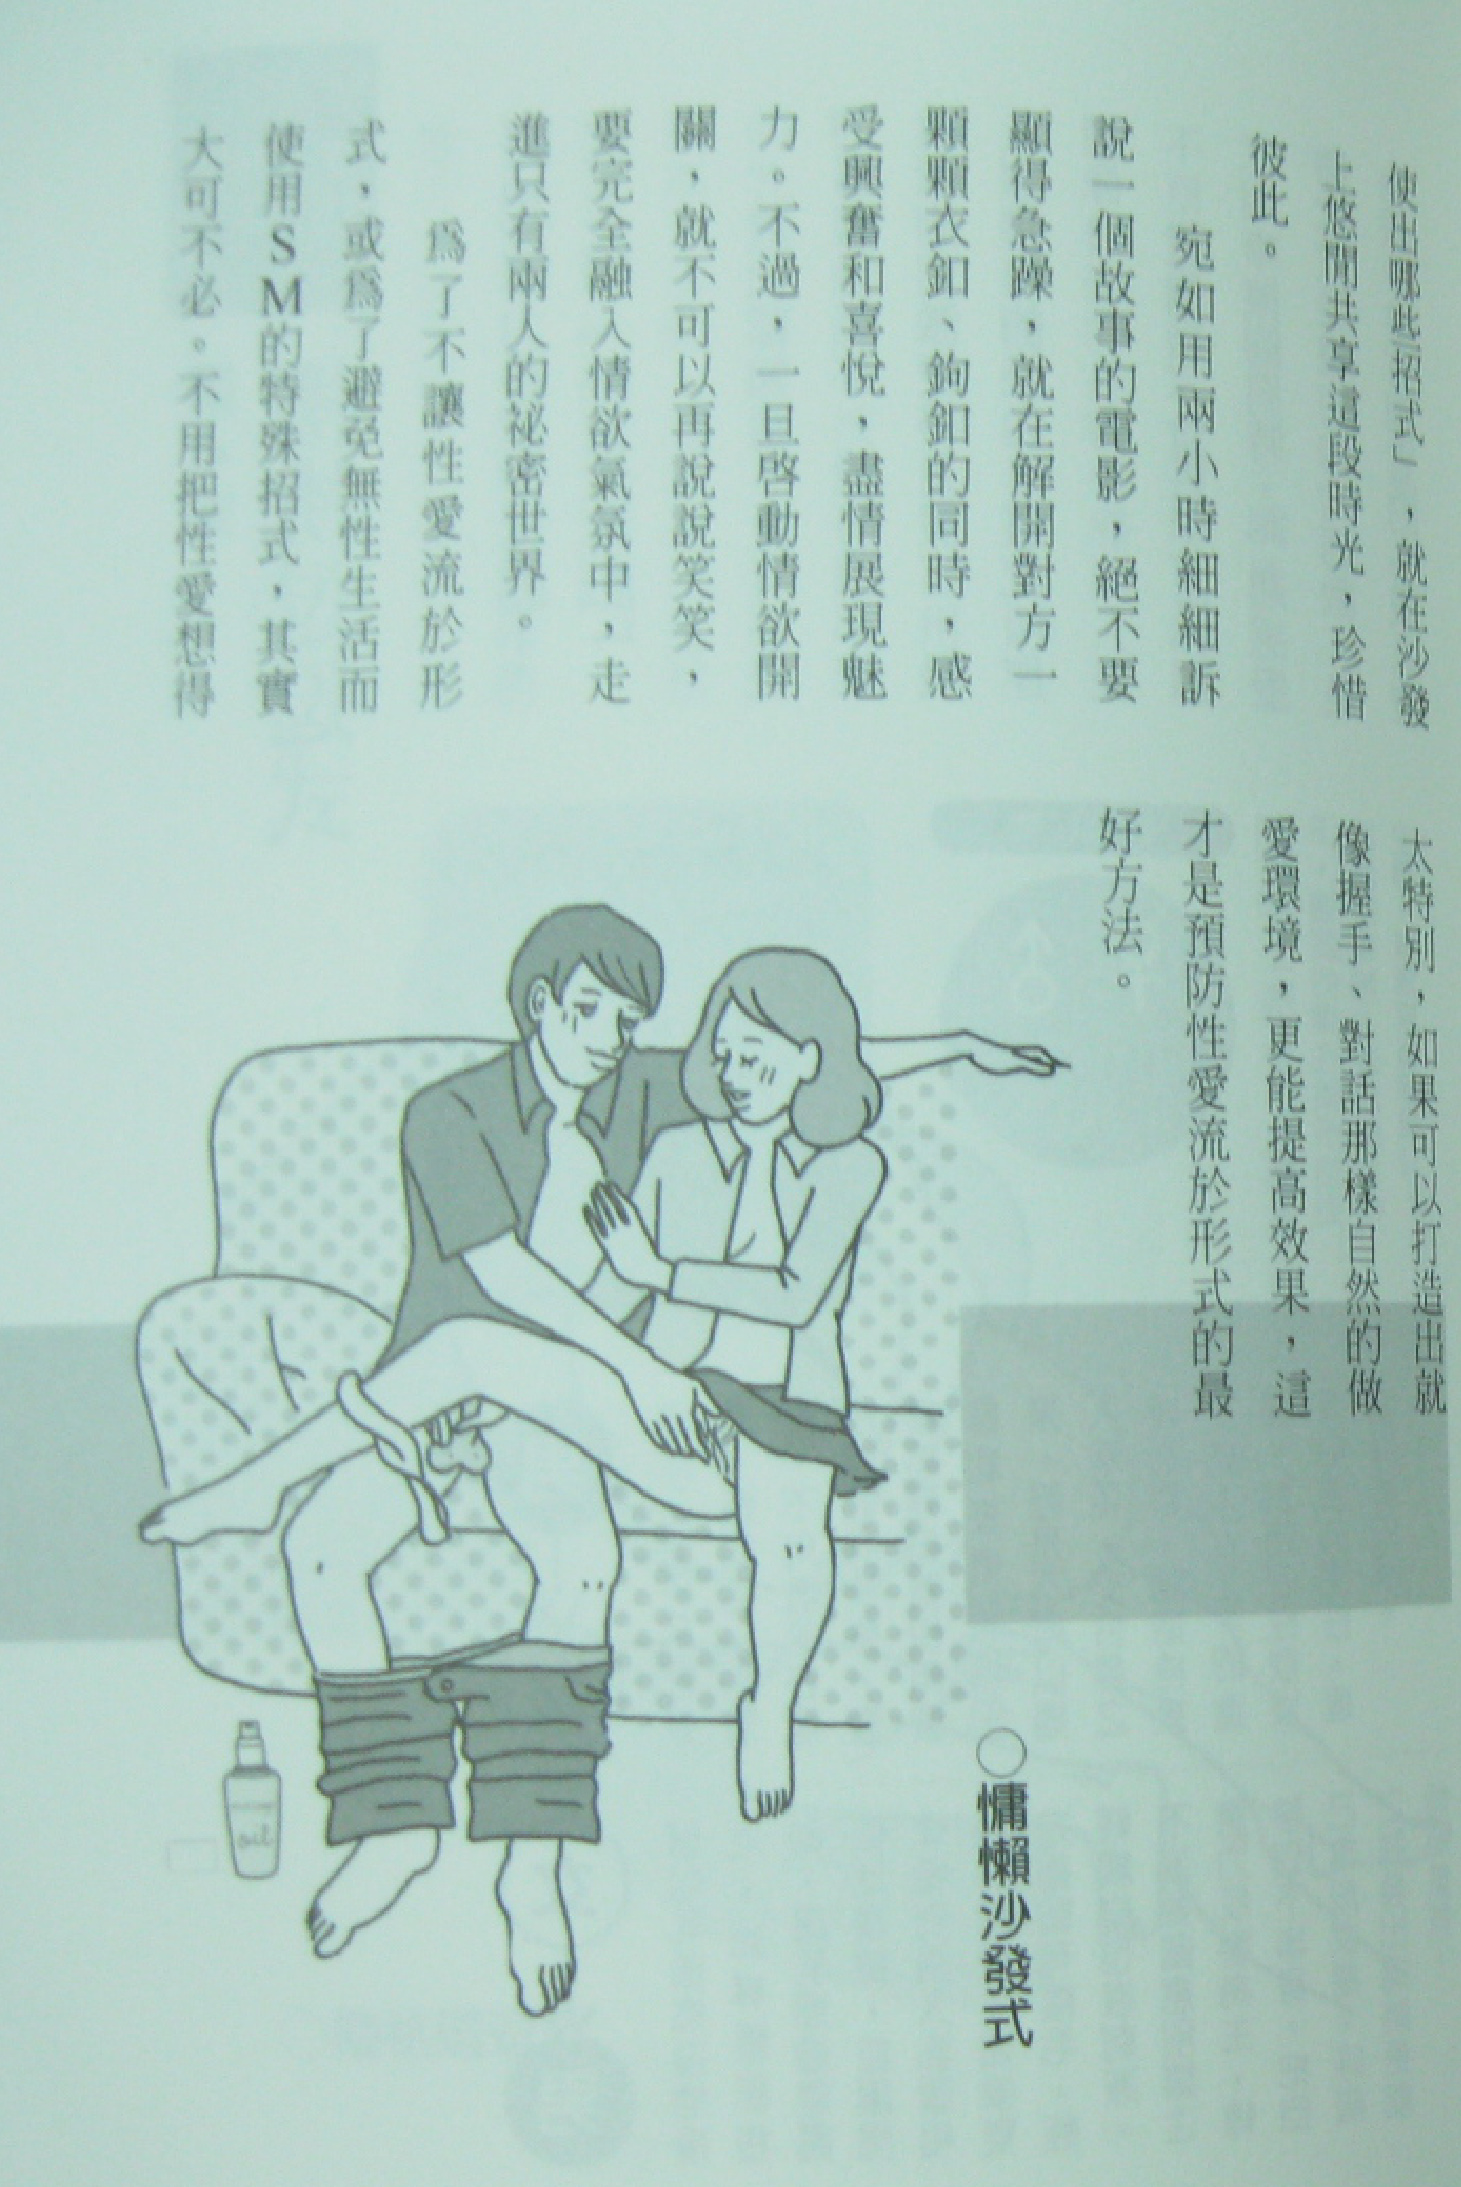 使出哪些招式」，就在沙發
上悠閒共享這段時光，珍惜
彼此。
宛如用兩小時細細訴
說一個故事的電影，絕不要
顯得急躁，就在解開對方一
顆顆衣釦、鉤釦的同時，感
受興奮和喜悅，盡情展現魅
力。不過，一旦啓動情欲開
關，就不可以再說說笑笑，
要完全融入情欲氣氛中，走
進只有兩人的祕密世界。
爲了不讓性愛流於形
式，或爲了避免無性生活而
使用SM的特殊招式，其實
大可不必。不用把性愛想得
太特別，如果可以打造出就
像握手、對話那樣自然的做
愛環境，更能提高效果，這
才是預防性愛流於形式的最
好方法。
○慵懶沙發式
oil